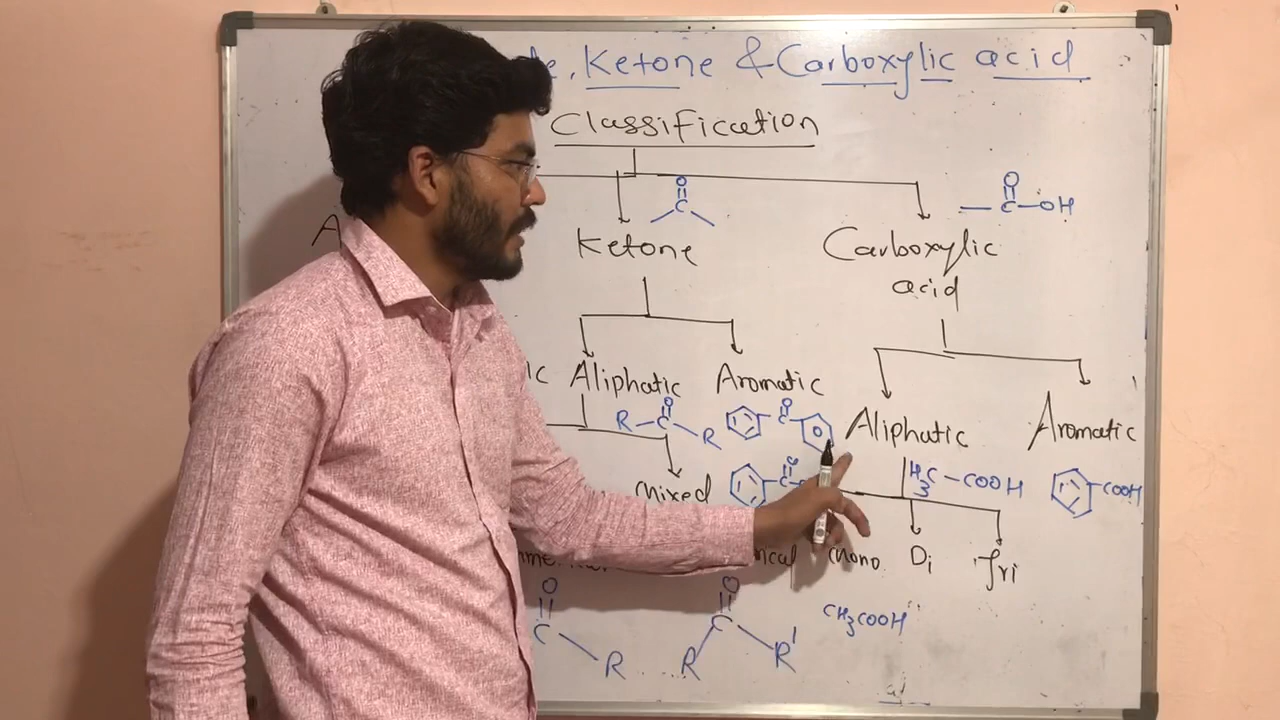 Ketone & Carboxylic acid
Classification
O
C
O
C-OH
A
Ketone
Carboxylic
acid
Aliphatic Aromatic
R-C-R
O
C
O
Aliphatic Aromatic
mixed
C
H3C-COOH
COOH
mono Di Tri
O
C
R
O
C
R R'
CH3COOH